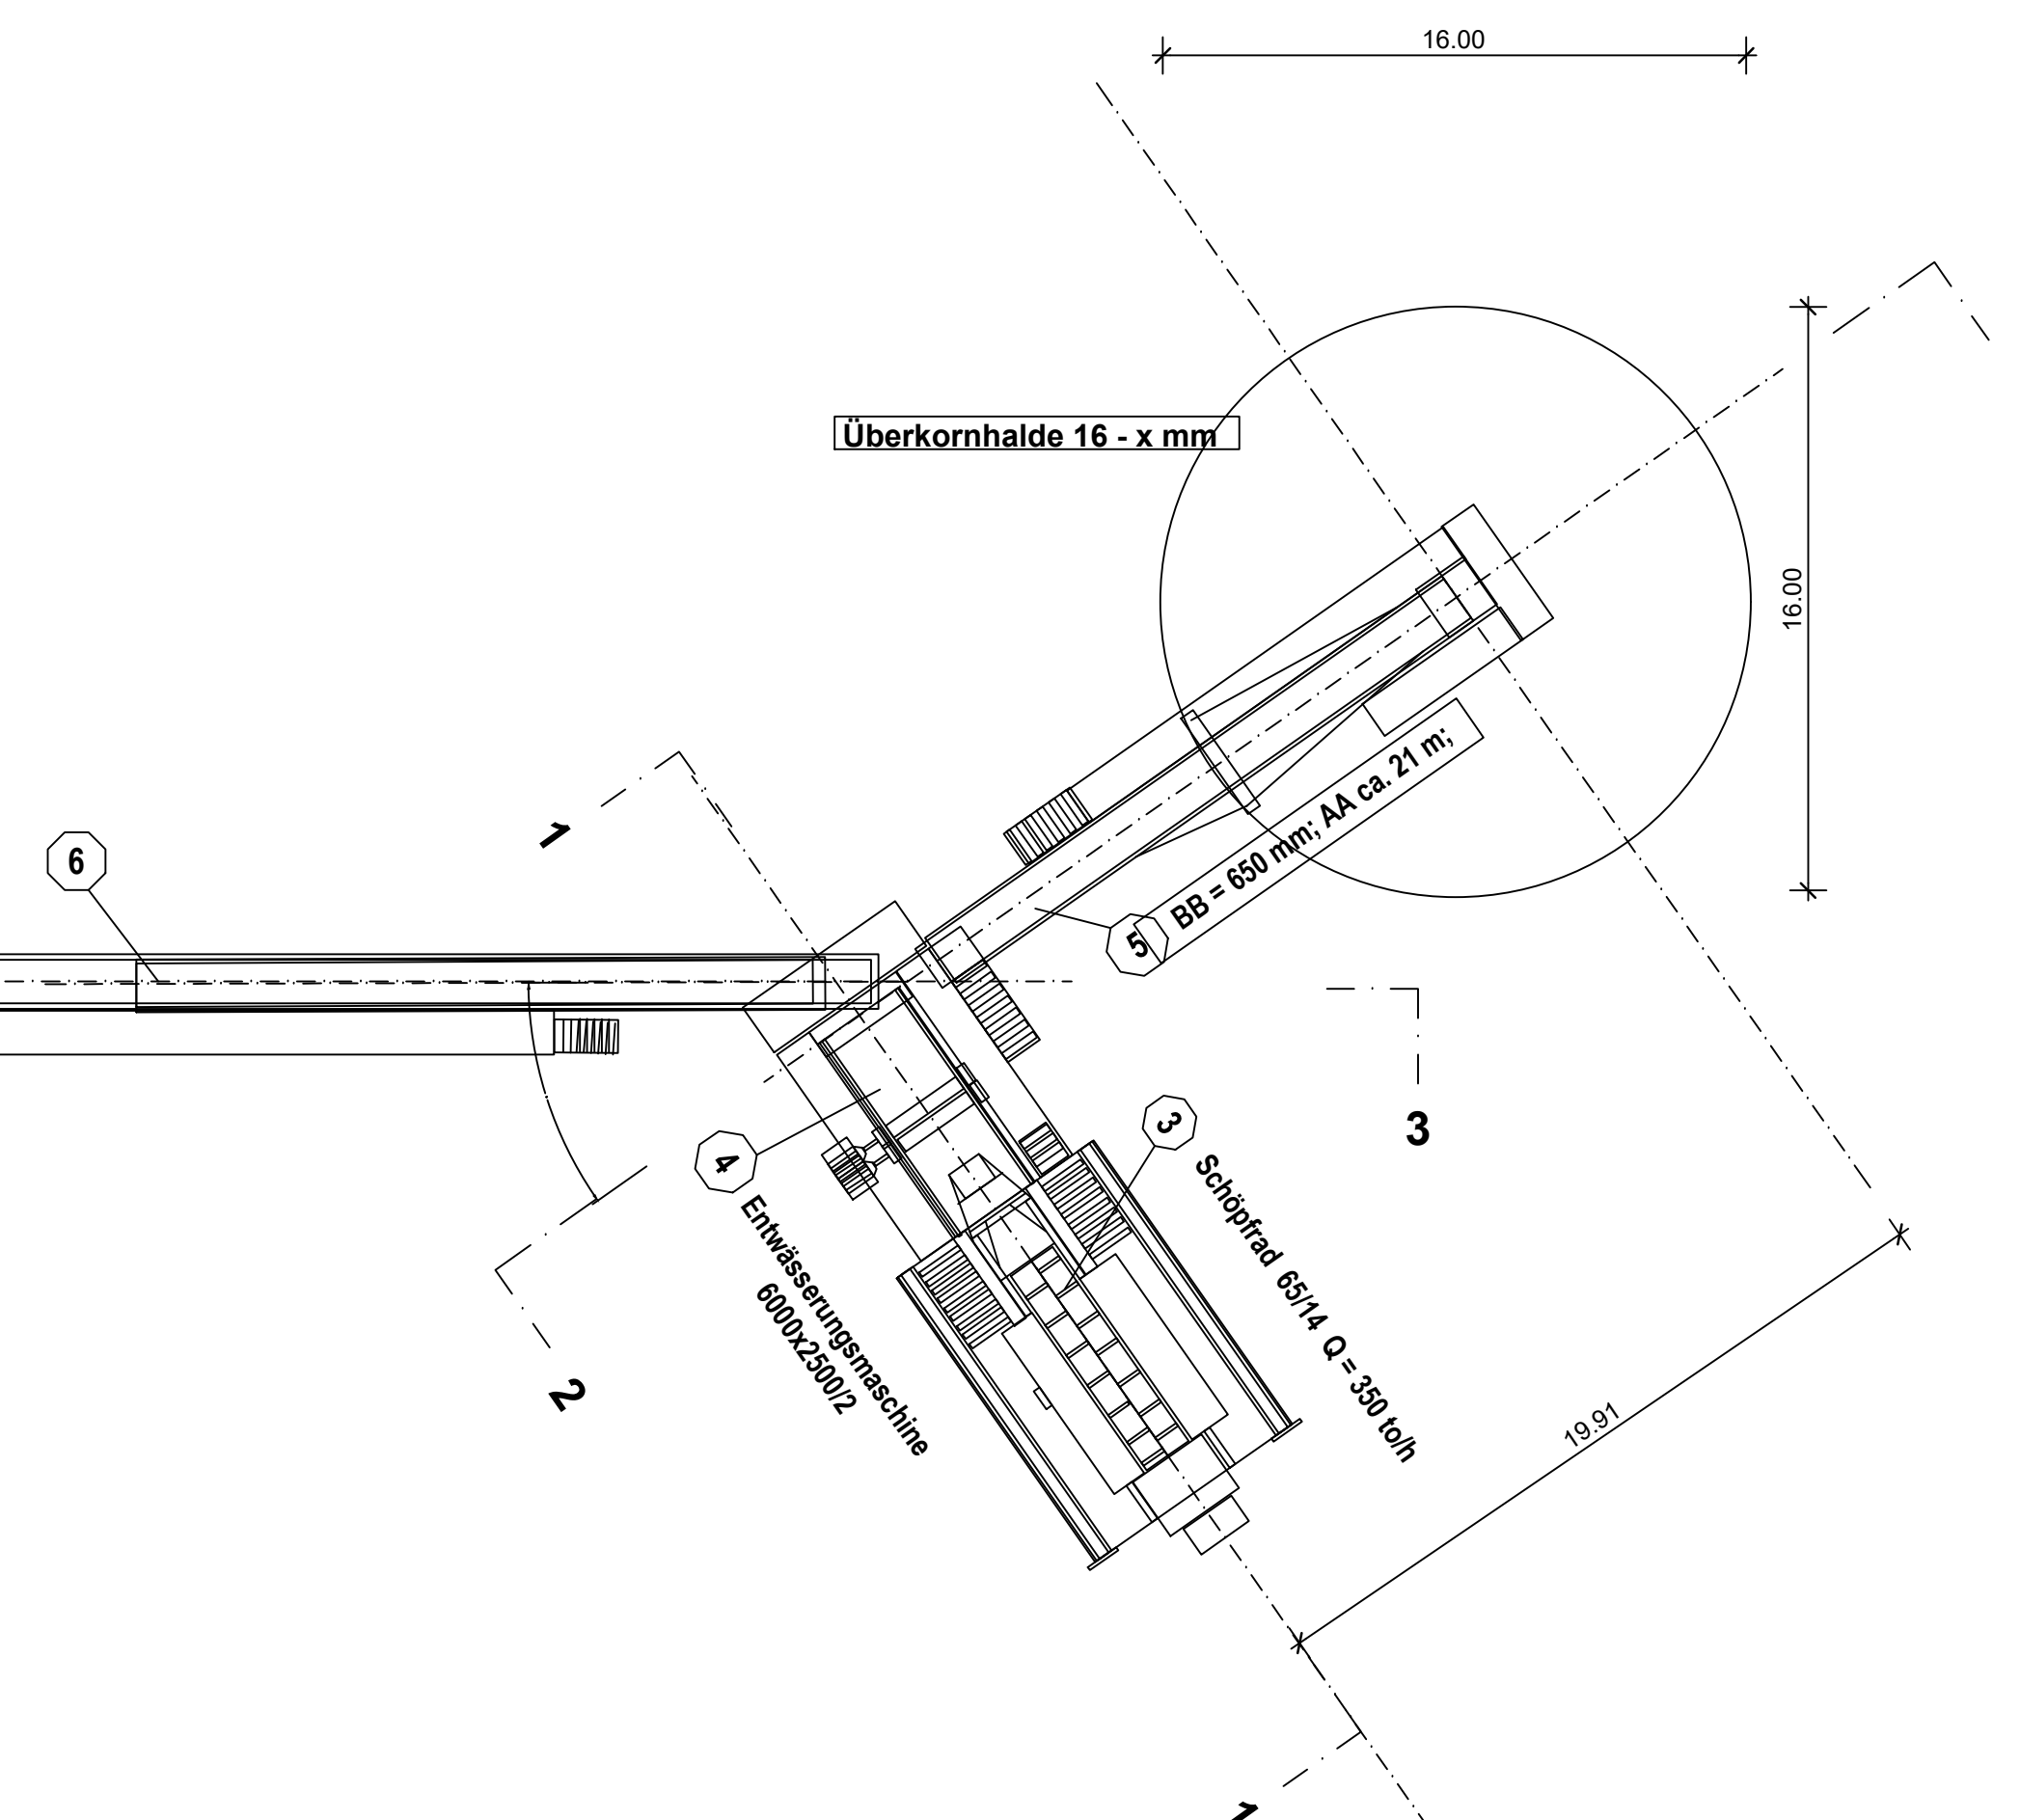 16.00
16.00
Überkornhalde 16 - x mm
1
6
5
BB = 650 mm; AA ca. 21 m;
3
3
Schöpfrad 65/14 Q = 350 to/h
4
Entwässerungsmaschine
6000x2500/2
2
19.91
1